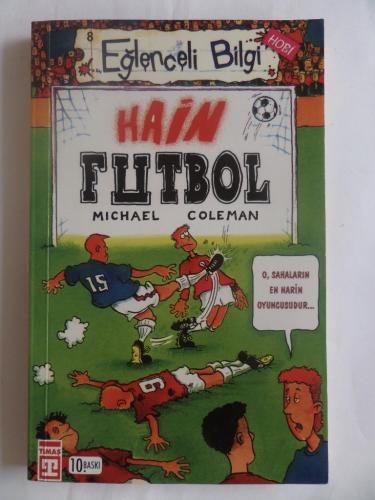 8
Eğlenceli Bilgi
HOBİ
HAİN
FUTBOL
MICHAEL COLEMAN
15
O, SAHALARIN
EN NARİN
OYUNCUSUDUR...
9
TİMAŞ
10. BASKI